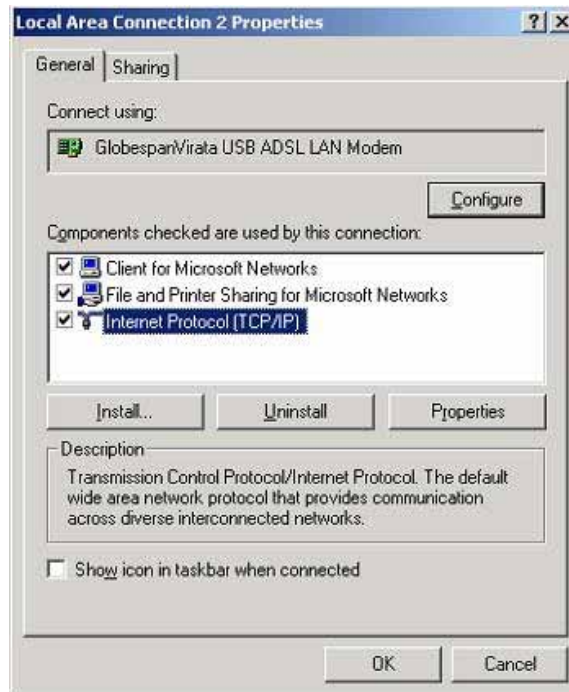 Local Area Connection 2 Properties
General
Sharing
Connect using:
GlobespanVirata USB ADSL LAN Modem
Configure
Components checked are used by this connection:
Client for Microsoft Networks
File and Printer Sharing for Microsoft Networks
Internet Protocol (TCP/IP)
Install...
Uninstall
Properties
Description
Transmission Control Protocol/Internet Protocol. The default
wide area network protocol that provides communication
across diverse interconnected networks.
Show icon in taskbar when connected
OK
Cancel